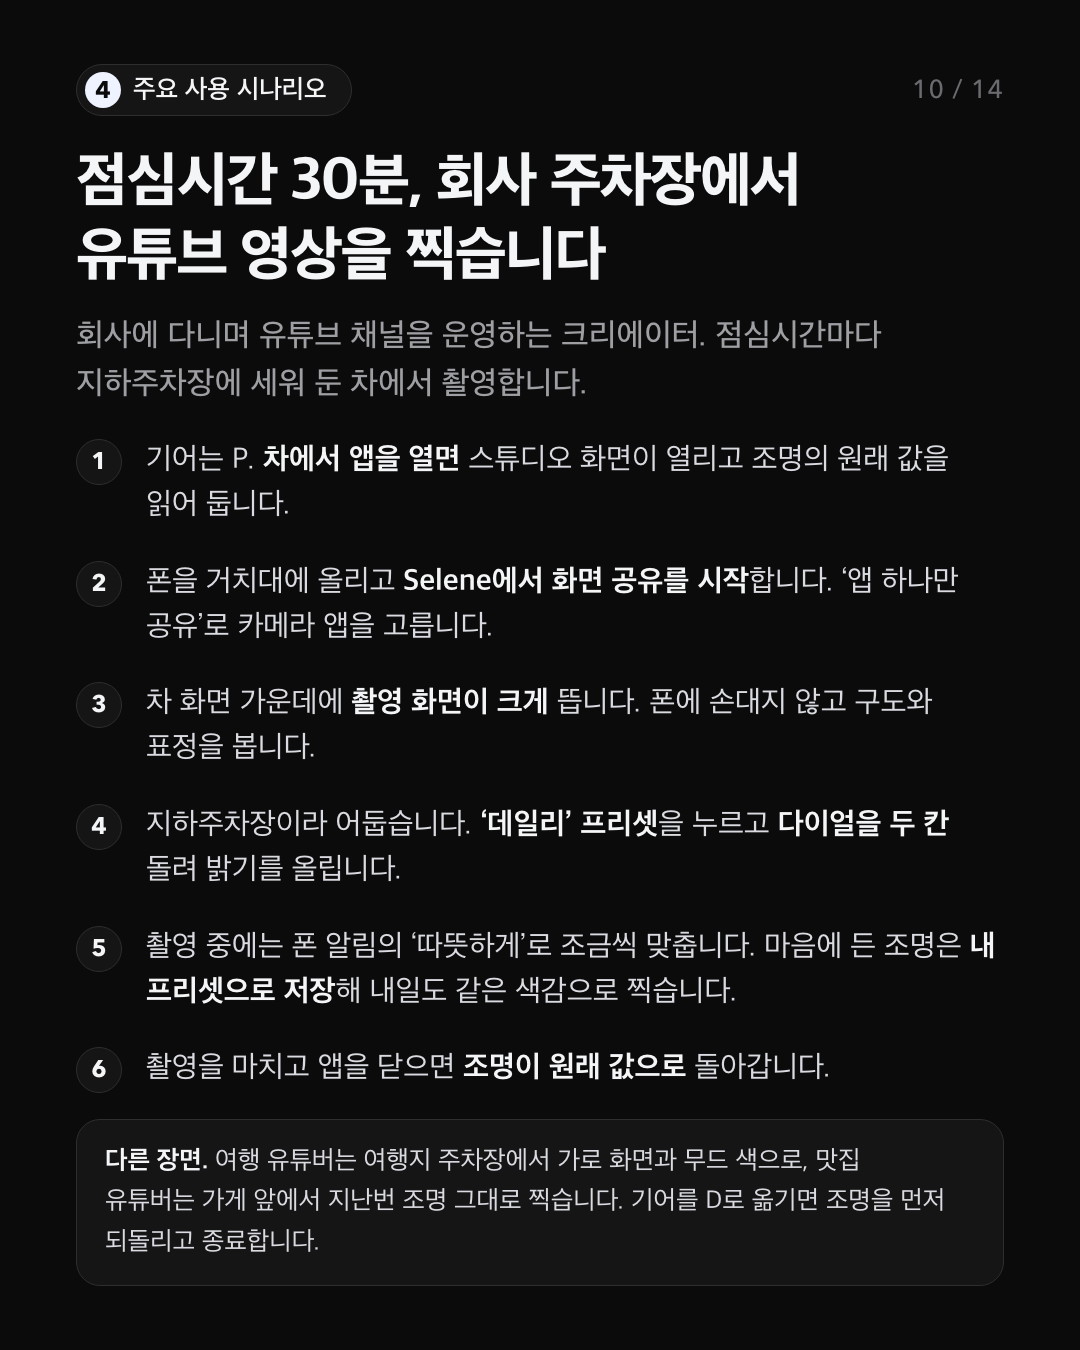 4 주요 사용 시나리오
10 / 14
점심시간 30분, 회사 주차장에서
유튜브 영상을 찍습니다
회사에 다니며 유튜브 채널을 운영하는 크리에이터. 점심시간마다
지하주차장에 세워 둔 차에서 촬영합니다.
1 기어는 P. 차에서 앱을 열면 스튜디오 화면이 열리고 조명의 원래 값을
읽어 둡니다.
2 폰을 거치대에 올리고 Selene에서 화면 공유를 시작합니다. ‘앱 하나만
공유’로 카메라 앱을 고릅니다.
3 차 화면 가운데에 촬영 화면이 크게 뜹니다. 폰에 손대지 않고 구도와
표정을 봅니다.
4 지하주차장이라 어둡습니다. ‘데일리’ 프리셋을 누르고 다이얼을 두 칸
돌려 밝기를 올립니다.
5 촬영 중에는 폰 알림의 ‘따뜻하게’로 조금씩 맞춥니다. 마음에 든 조명은 내
프리셋으로 저장해 내일도 같은 색감으로 찍습니다.
6 촬영을 마치고 앱을 닫으면 조명이 원래 값으로 돌아갑니다.
다른 장면. 여행 유튜버는 여행지 주차장에서 가로 화면과 무드 색으로, 맛집
유튜버는 가게 앞에서 지난번 조명 그대로 찍습니다. 기어를 D로 옮기면 조명을 먼저
되돌리고 종료합니다.